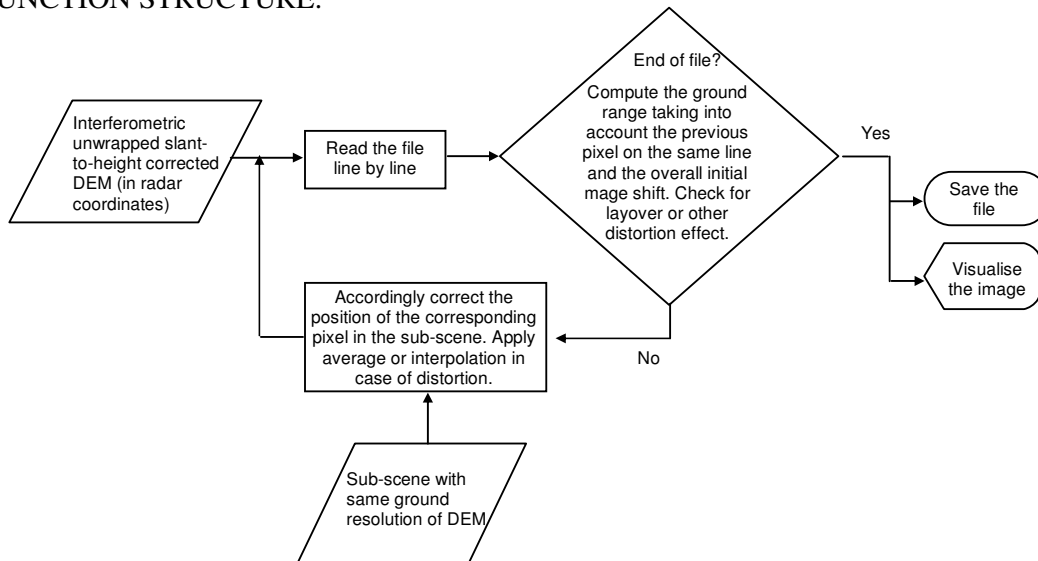 UNCTION STRUCTURE:
Interferometric
unwrapped slant-
to-height corrected
DEM (in radar
coordinates)
Read the file
line by line
End of file?
Compute the ground
range taking into
account the previous
pixel on the same line
and the overall initial
mage shift. Check for
layover or other
distortion effect.
Yes
Save the
file
Visualise
the image
No
Accordingly correct the
position of the corresponding
pixel in the sub-scene. Apply
average or interpolation in
case of distortion.
Sub-scene with
same ground
resolution of DEM